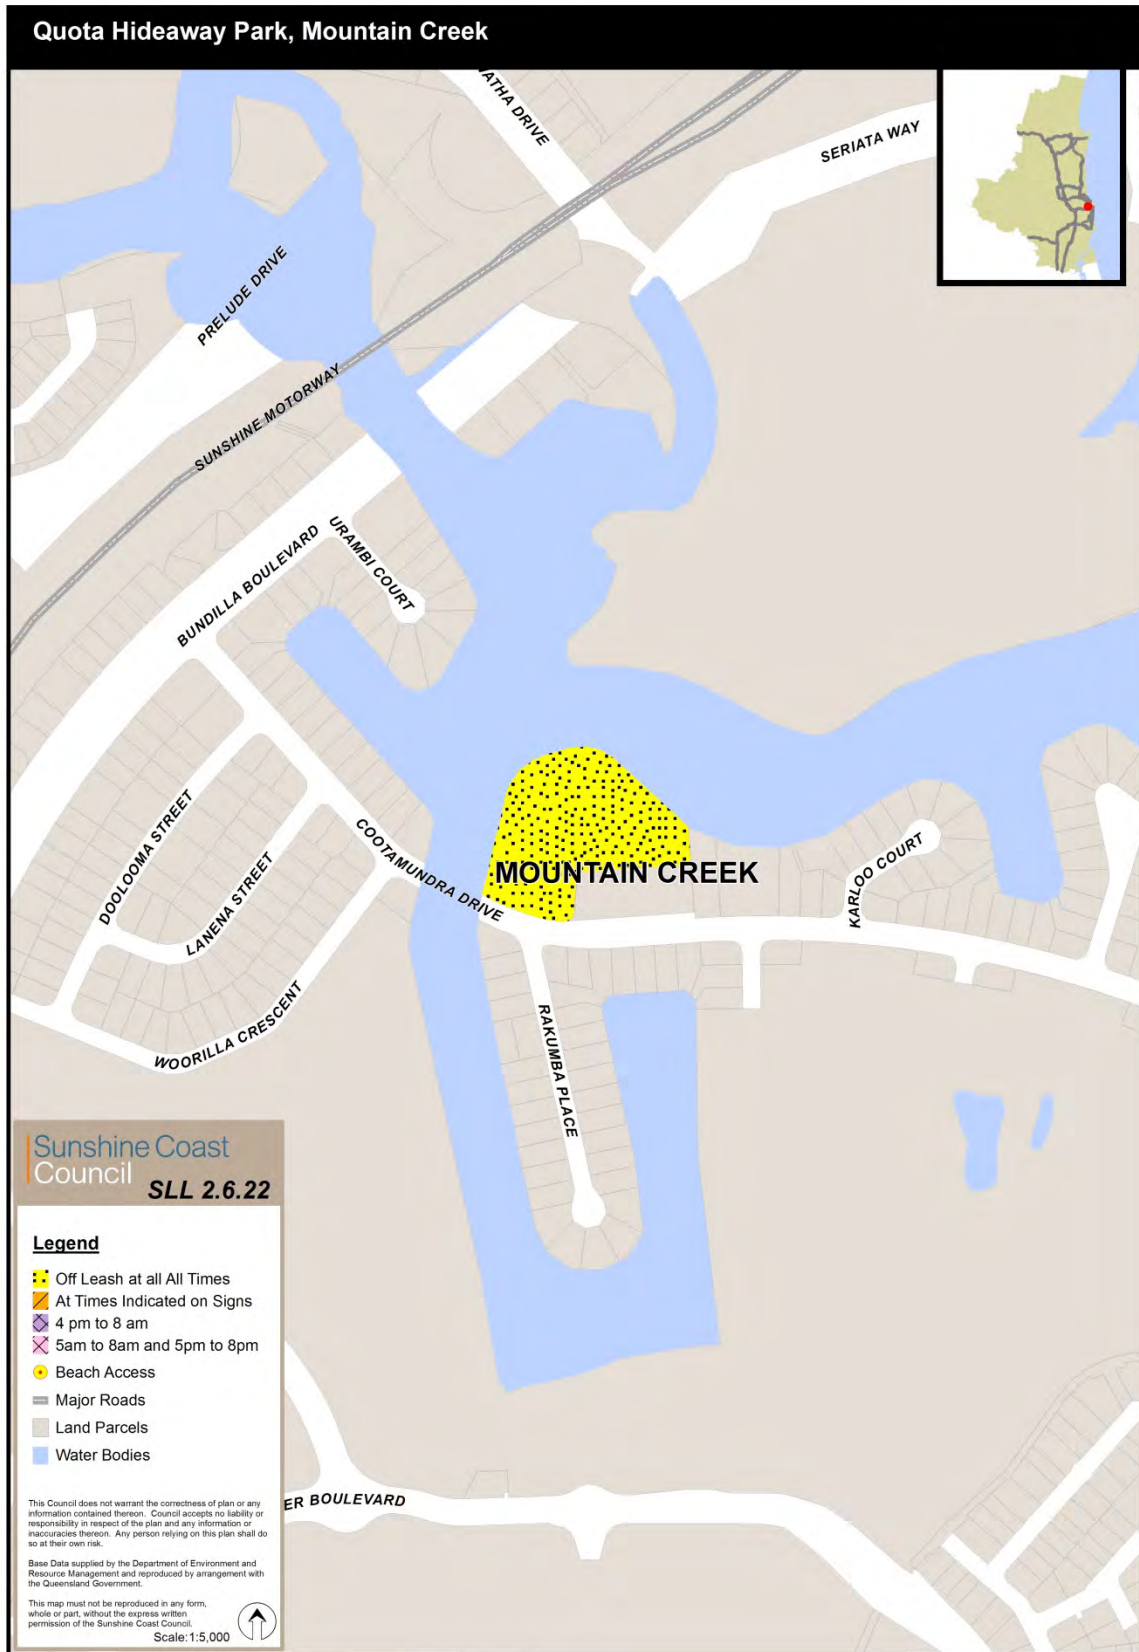 Quota Hideaway Park, Mountain Creek
ATHA DRIVE
SERIATA WAY
PRELUDE DRIVE
SUNSHINE MOTORWAY
BUNDILLA BOULEVARD
URAMBI COURT
COOTAMUNDRA DRIVE
DOOLOOMA STREET
LANENA STREET
WOORILLA CRESCENT
MOUNTAIN CREEK
KARLOO COURT
RAKUMBA PLACE
ER BOULEVARD
Sunshine Coast
Council
SLL 2.6.22
Legend
Off Leash at all All Times
At Times Indicated on Signs
4 pm to 8 am
5am to 8am and 5pm to 8pm
Beach Access
Major Roads
Land Parcels
Water Bodies
This Council does not warrant the correctness of plan or any
information contained thereon. Council accepts no liability or
responsibility in respect of the plan and any information or
inaccuracies thereon. Any person relying on this plan shall do
so at their own risk.
Base Data supplied by the Department of Environment and
Resource Management and reproduced by arrangement with
the Queensland Government.
This map must not be reproduced in any form,
whole or part, without the express written
permission of the Sunshine Coast Council.
Scale:1:5,000